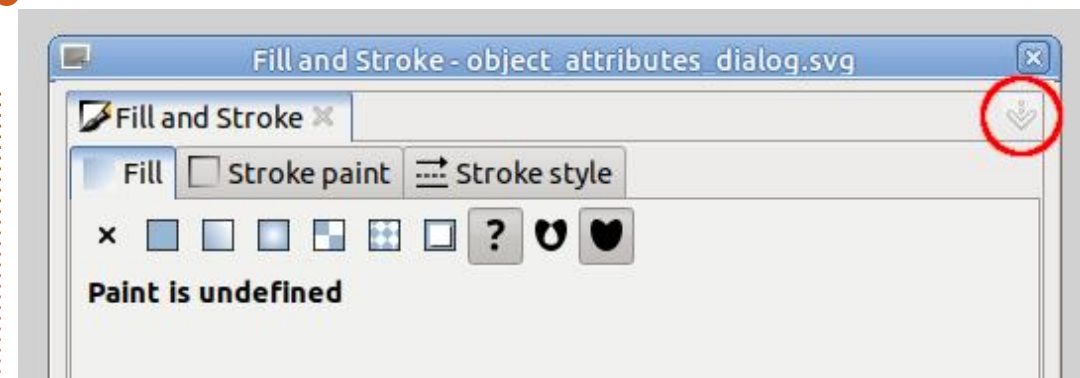 Fill and Stroke - object_attributes_dialog.svg
Fill and Stroke
Fill Stroke paint Stroke style
?
Paint is undefined